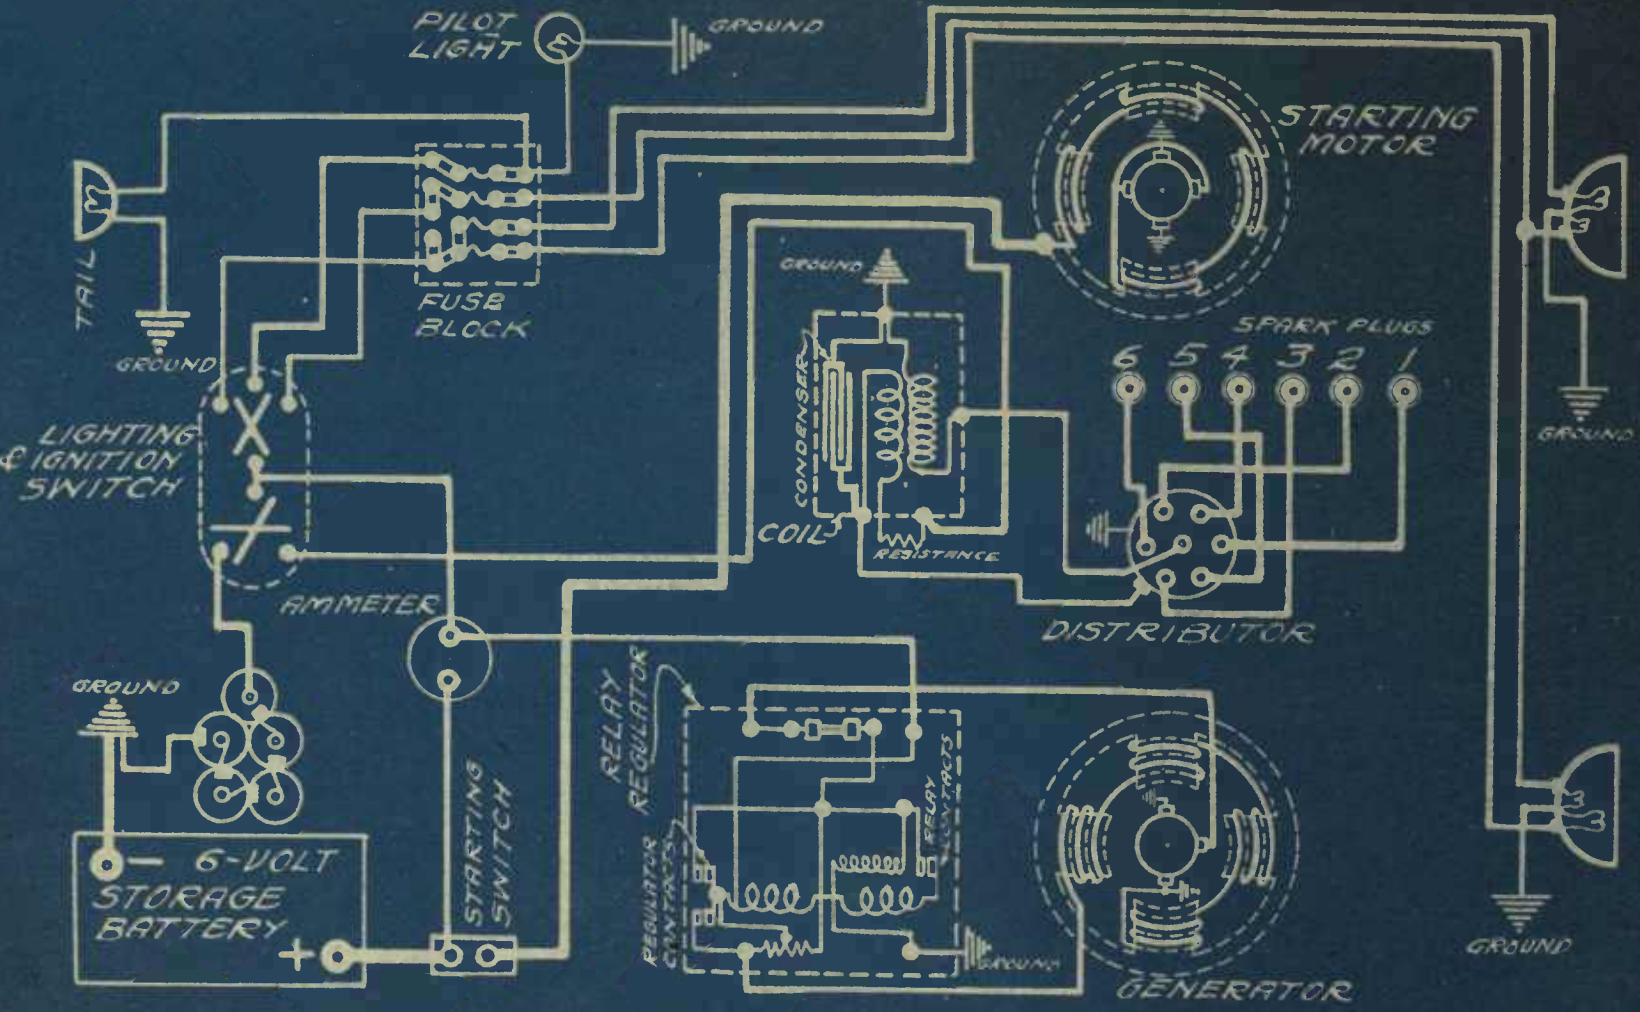 PILOT
LIGHT
GROUND
STARTING
MOTOR
TAIL
GROUND
FUSE
BLOCK
GROUND
SPARK PLUGS
6 5 4 3 2 1
CONDENSER
LIGHTING
& IGNITION
SWITCH
GROUND
COIL
RESISTANCE
AMMETER
DISTRIBUTOR
GROUND
RELAY
REGULATOR
STARTING
SWITCH
REGULATOR
CONTACTS
RELAY
CONTACTS
— 6-VOLT
STORAGE
BATTERY
+
GROUND
GENERATOR
GROUND